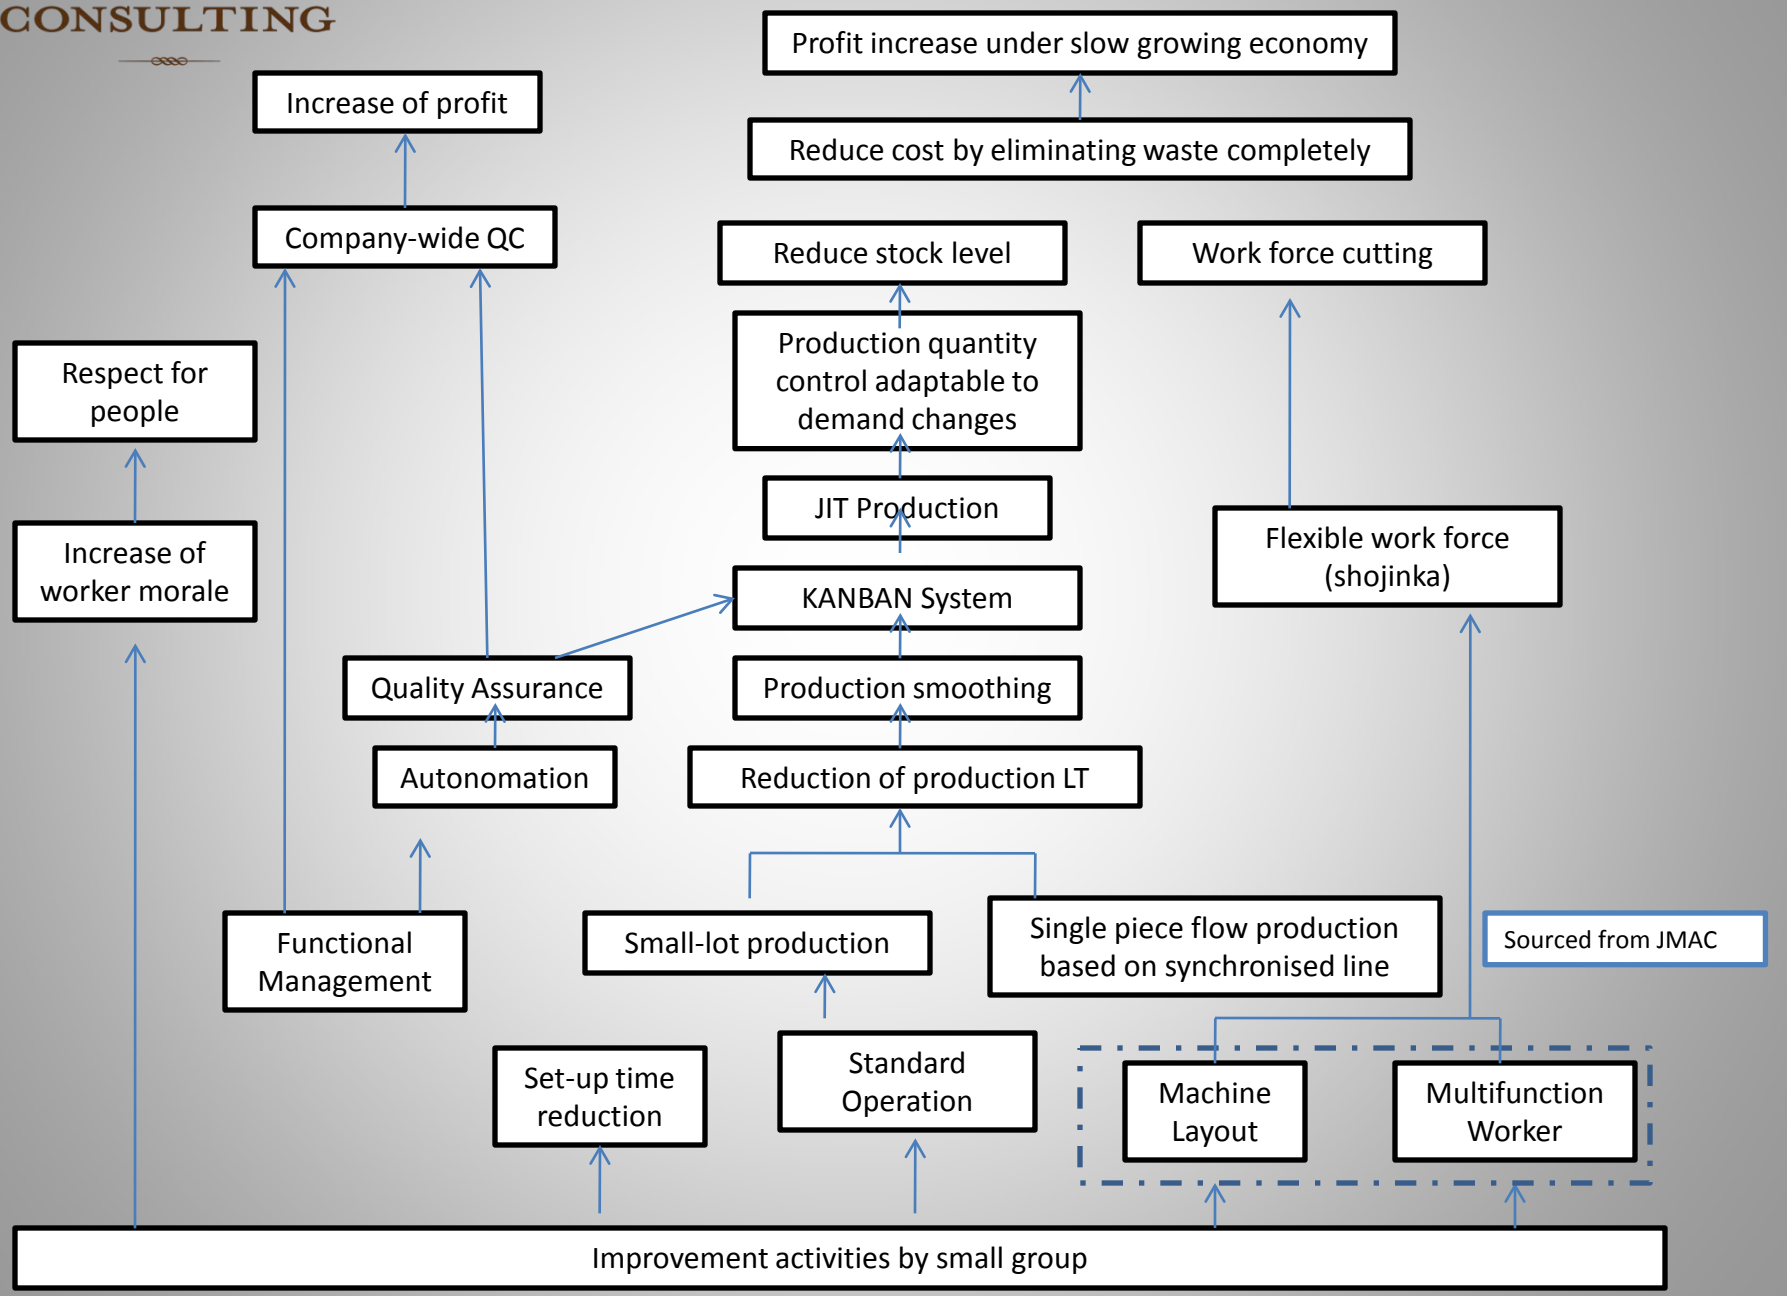 CONSULTING
Profit increase under slow growing economy
Increase of profit
Reduce cost by eliminating waste completely
Company-wide QC
Reduce stock level
Work force cutting
Production quantity
control adaptable to
demand changes
Respect for
people
JIT Production
Flexible work force
(shojinka)
Increase of
worker morale
KANBAN System
Quality Assurance
Production smoothing
Autonomation
Reduction of production LT
Functional
Management
Small-lot production
Single piece flow production
based on synchronised line
Sourced from JMAC
Set-up time
reduction
Standard
Operation
Machine
Layout
Multifunction
Worker
Improvement activities by small group